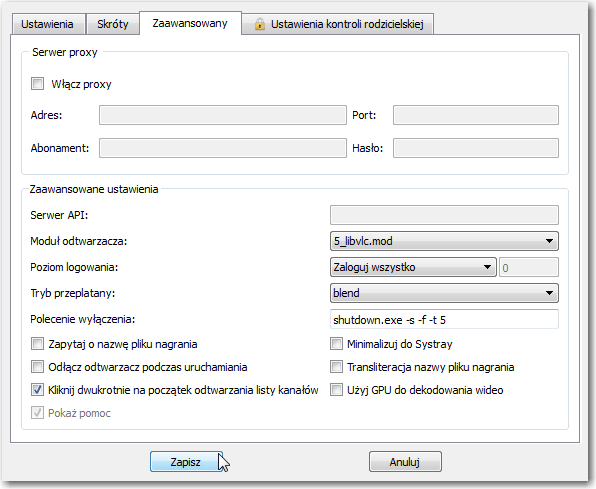 Ustawienia Skróty Zaawansowany Ustawienia kontroli rodzicielskiej
Serwer proxy
Włącz proxy
Adres: Port:
Abonament: Hasło:
Zaawansowane ustawienia
Serwer API:
Moduł odtwarzacza: 5_libvlc.mod
Poziom logowania: Zaloguj wszystko 0
Tryb przeplatany: blend
Polecenie wyłączenia: shutdown.exe -s -f -t 5
Zapytaj o nazwę pliku nagrania Minimalizuj do Systray
Odłącz odtwarzacz podczas uruchamiania Transliteracja nazwy pliku nagrania
Kliknij dwukrotnie na początek odtwarzania listy kanałów Użyj GPU do dekodowania wideo
Pokaż pomoc
Zapisz Anuluj